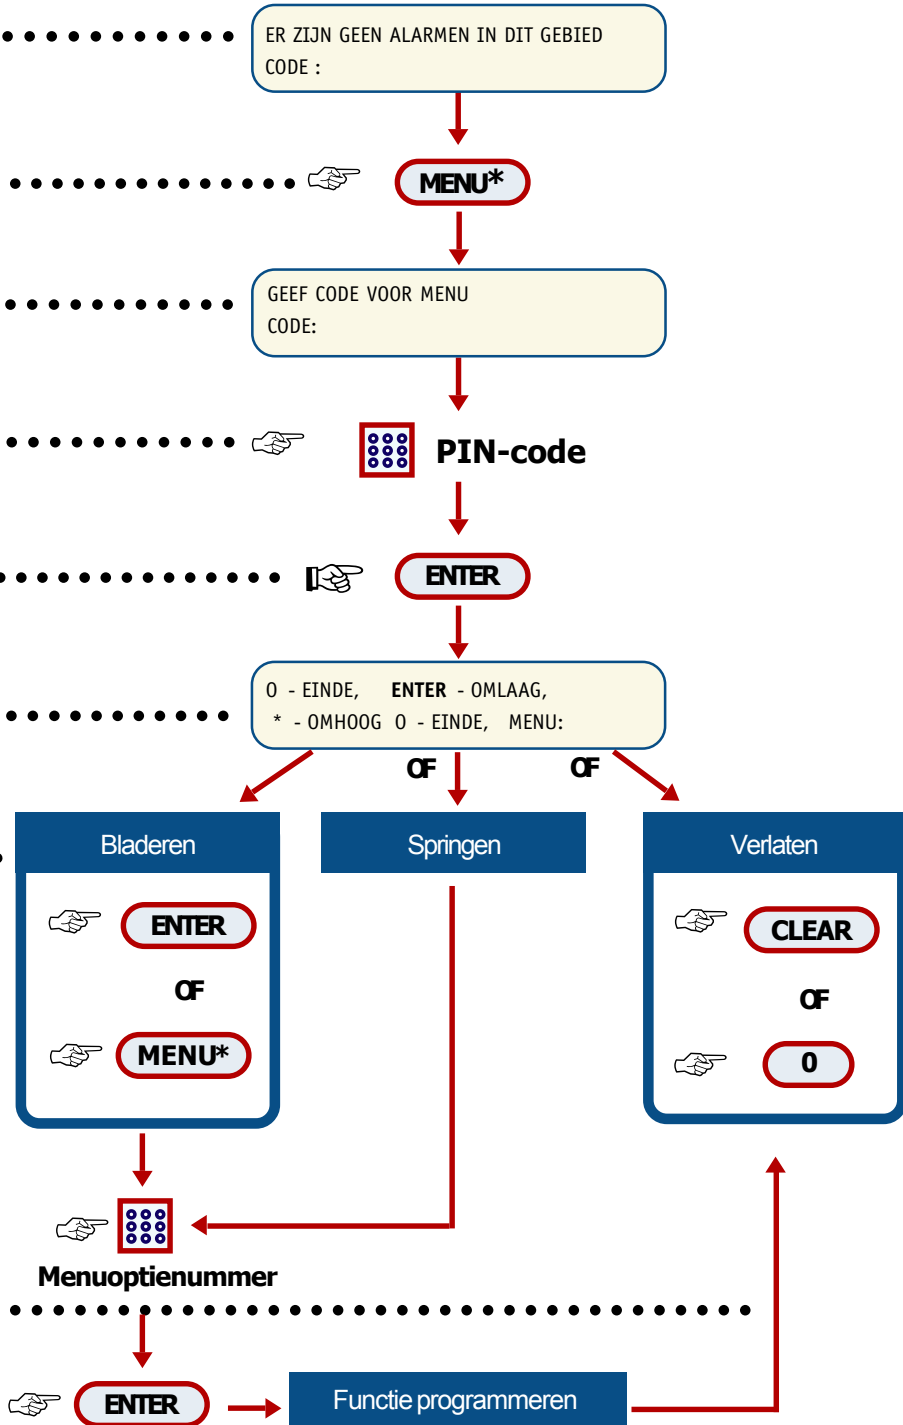 ER ZIJN GEEN ALARMEN IN DIT GEBIED
CODE :
MENU*
GEEF CODE VOOR MENU
CODE:
PIN-code
ENTER
0 - EINDE, ENTER - OMLAAG,
* - OMHOOG 0 - EINDE, MENU:
OF OF
Bladeren Springen Verlaten
ENTER CLEAR
OF OF
MENU* 0
Menuoptienummer
ENTER Functie programmeren